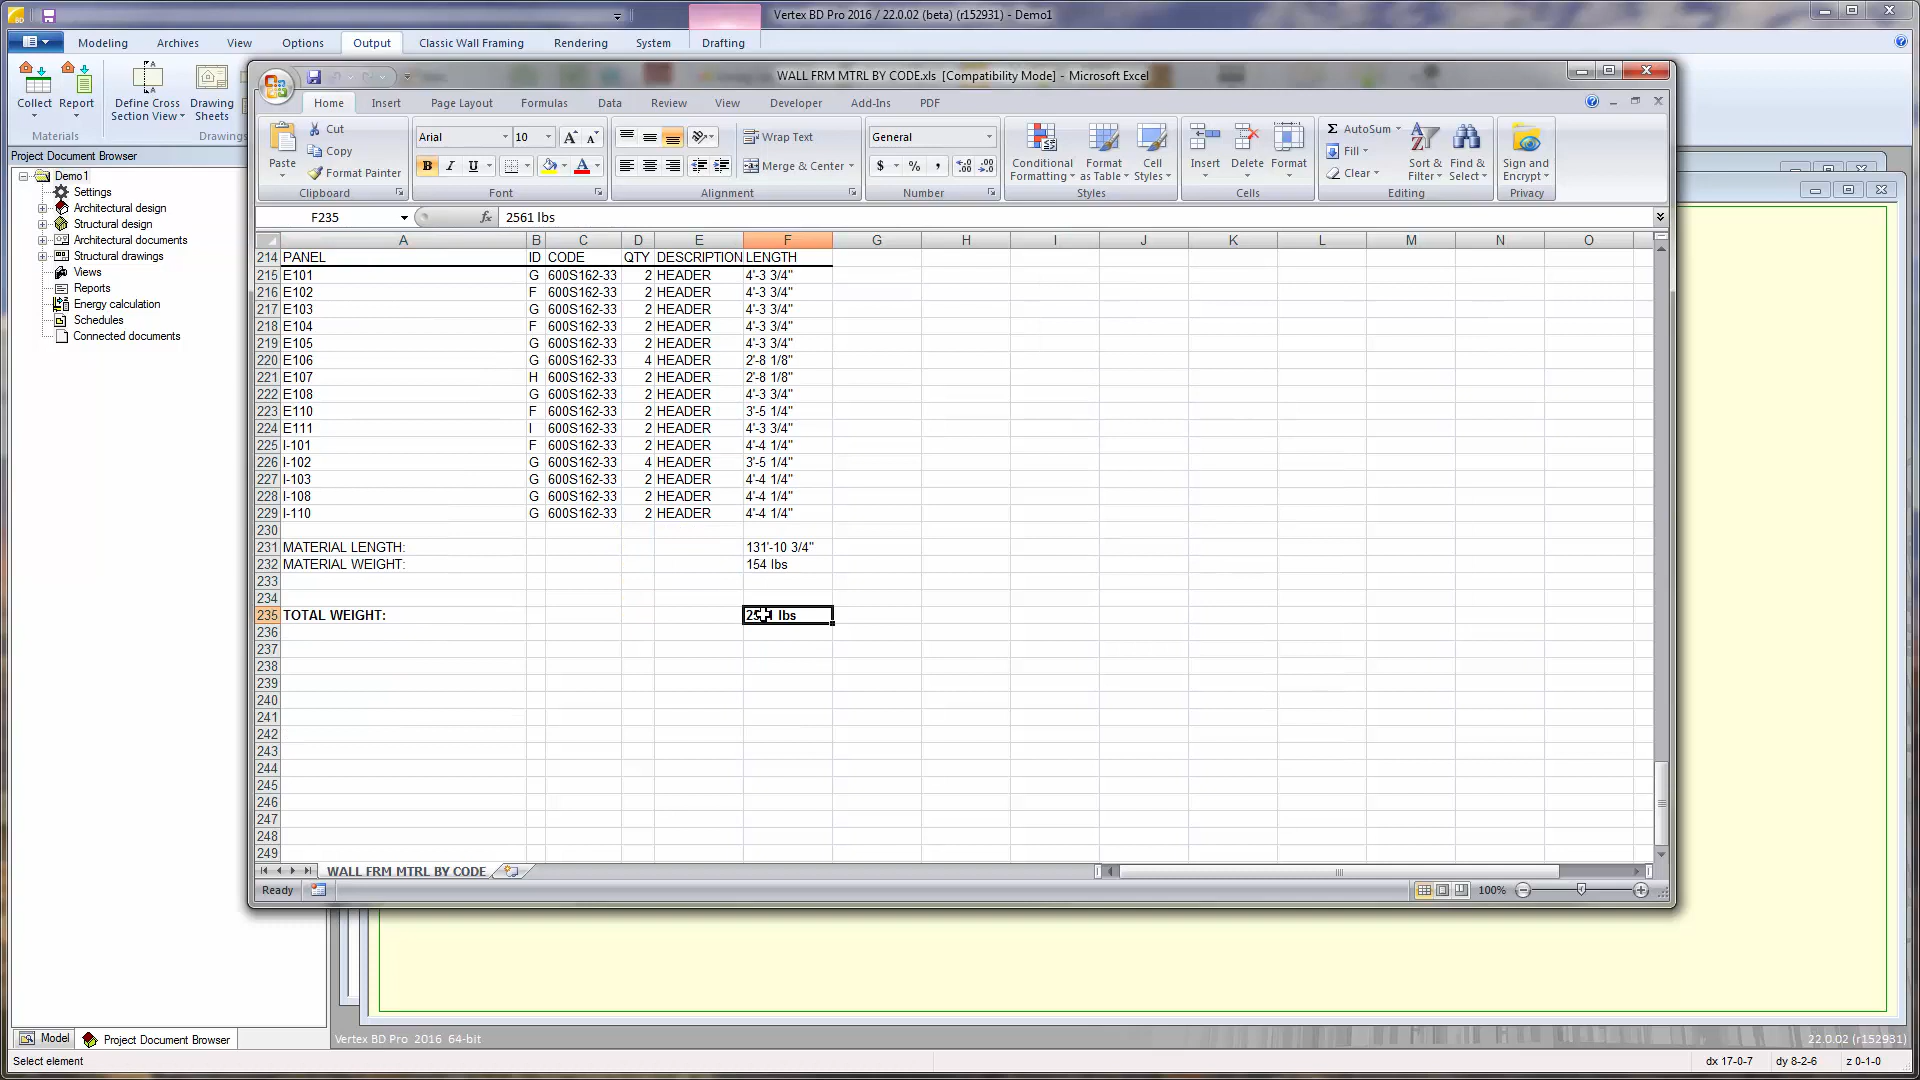 Vertex BD Pro 2016 / 22.0.02 (beta) (r152931) - Demo1
Modeling Archives View Options Output Classic Wall Framing Rendering System Drafting
Collect Report Define Cross Section View Drawing Sheets
Materials Drawings
Project Document Browser
Demo1
Settings
Architectural design
Structural design
Architectural documents
Structural drawings
Views
Reports
Energy calculation
Schedules
Connected documents
WALL FRM MTRL BY CODE.xls [Compatibility Mode] - Microsoft Excel
Home Insert Page Layout Formulas Data Review View Developer Add-Ins PDF
Paste Cut Copy Format Painter
Arial 10 B I U A A A
Wrap Text Merge & Center
General $ % ,
Conditional Formatting Format as Table Cell Styles
Insert Delete Format
Σ AutoSum Fill Clear Sort & Filter Find & Select
Sign and Encrypt
Clipboard Font Alignment Number Styles Cells Editing Privacy
F235 fx 2561 lbs
A B C D E F G H I J K L M N O
214 PANEL ID CODE QTY DESCRIPTION LENGTH
215 E101 G 600S162-33 2 HEADER 4'-3 3/4"
216 E102 F 600S162-33 2 HEADER 4'-3 3/4"
217 E103 G 600S162-33 2 HEADER 4'-3 3/4"
218 E104 F 600S162-33 2 HEADER 4'-3 3/4"
219 E105 G 600S162-33 2 HEADER 4'-3 3/4"
220 E106 G 600S162-33 4 HEADER 2'-8 1/8"
221 E107 H 600S162-33 2 HEADER 2'-8 1/8"
222 E108 G 600S162-33 2 HEADER 4'-3 3/4"
223 E110 F 600S162-33 2 HEADER 3'-5 1/4"
224 E111 I 600S162-33 2 HEADER 4'-3 3/4"
225 I-101 F 600S162-33 2 HEADER 4'-4 1/4"
226 I-102 G 600S162-33 4 HEADER 3'-5 1/4"
227 I-103 G 600S162-33 2 HEADER 4'-4 1/4"
228 I-108 G 600S162-33 2 HEADER 4'-4 1/4"
229 I-110 G 600S162-33 2 HEADER 4'-4 1/4"
230
231 MATERIAL LENGTH: 131'-10 3/4"
232 MATERIAL WEIGHT: 154 lbs
233
234
235 TOTAL WEIGHT: lbs
236
237
238
239
240
241
242
243
244
245
246
247
248
249
WALL FRM MTRL BY CODE
Ready 100%
Model Project Document Browser
Vertex BD Pro 2016 64-bit 22.0.02 (r152931)
Select element dx 17-0-7 dy 8-2-6 z 0-1-0